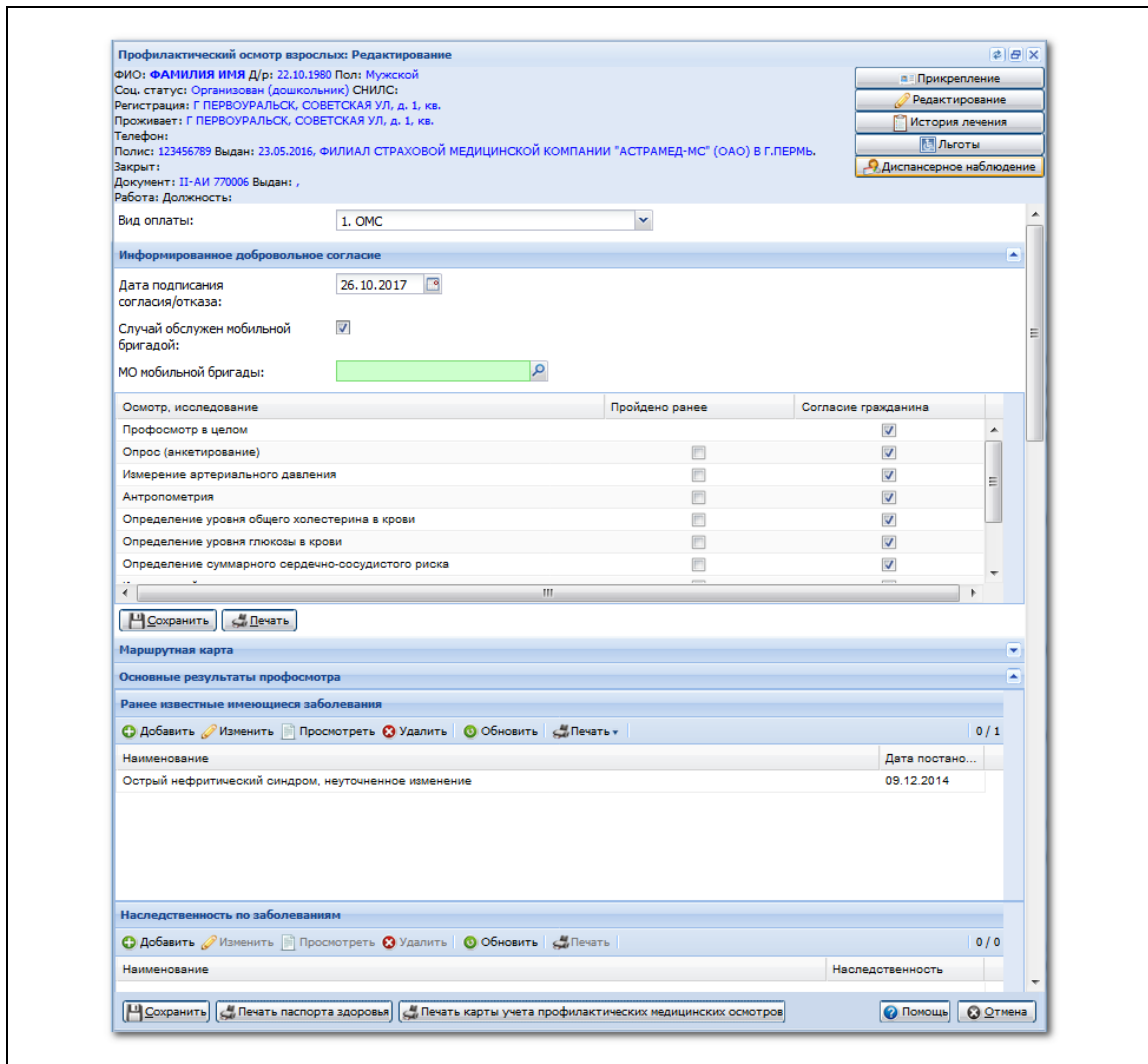 Профилактический осмотр взрослых: Редактирование
ФИО: ФАМИЛИЯ ИМЯ Д/р: 22.10.1980 Пол: Мужской
Соц. статус: Организован (дошкольник) СНИЛС:
Регистрация: Г ПЕРВОУРАЛЬСК, СОВЕТСКАЯ УЛ, д. 1, кв.
Проживает: Г ПЕРВОУРАЛЬСК, СОВЕТСКАЯ УЛ, д. 1, кв.
Телефон:
Полис: 123456789 Выдан: 23.05.2016, ФИЛИАЛ СТРАХОВОЙ МЕДИЦИНСКОЙ КОМПАНИИ "АСТРАМЕД-МС" (ОАО) В Г.ПЕРМЬ.
Закрыт:
Документ: II-АИ 770006 Выдан: ,
Работа: Должность:
Прикрепление
Редактирование
История лечения
Льготы
Диспансерное наблюдение
Вид оплаты: 1. ОМС
Информированное добровольное согласие
Дата подписания согласия/отказа: 26.10.2017
Случай обслужен мобильной бригадой:
МО мобильной бригады:
Осмотр, исследование Пройдено ранее Согласие гражданина
Профосмотр в целом
Опрос (анкетирование)
Измерение артериального давления
Антропометрия
Определение уровня общего холестерина в крови
Определение уровня глюкозы в крови
Определение суммарного сердечно-сосудистого риска
Сохранить Печать
Маршрутная карта
Основные результаты профосмотра
Ранее известные имеющиеся заболевания
Добавить Изменить Просмотреть Удалить Обновить Печать 0 / 1
Наименование Дата постано...
Острый нефритический синдром, неуточненное изменение 09.12.2014
Наследственность по заболеваниям
Добавить Изменить Просмотреть Удалить Обновить Печать 0 / 0
Наименование Наследственность
Сохранить Печать паспорта здоровья Печать карты учета профилактических медицинских осмотров Помощь Отмена